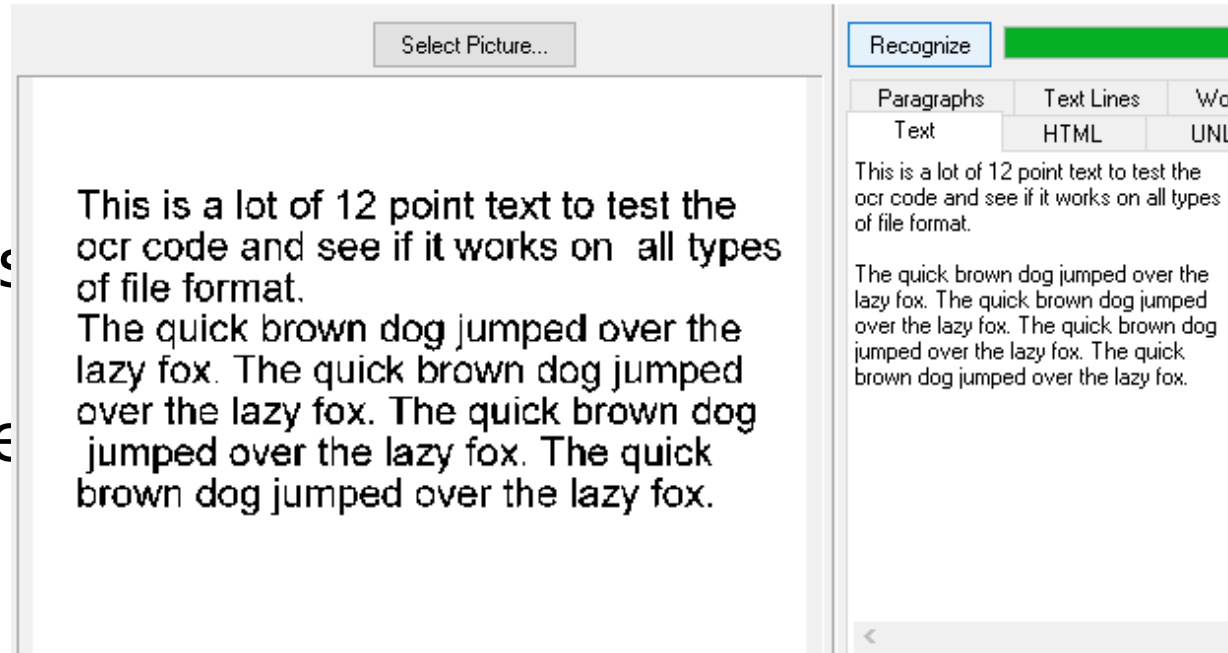 Select Picture...
This is a lot of 12 point text to test the
ocr code and see if it works on  all types
of file format.
The quick brown dog jumped over the
lazy fox. The quick brown dog jumped
over the lazy fox. The quick brown dog
jumped over the lazy fox. The quick
brown dog jumped over the lazy fox.
Recognize
Paragraphs Text Lines
Text HTML
This is a lot of 12 point text to test the
ocr code and see if it works on all types
of file format.
The quick brown dog jumped over the
lazy fox. The quick brown dog jumped
over the lazy fox. The quick brown dog
jumped over the lazy fox. The quick
brown dog jumped over the lazy fox.